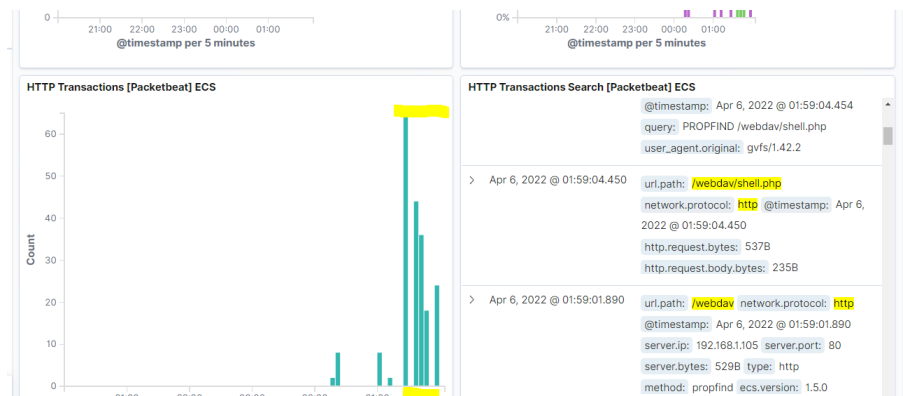 0
21:00 22:00 23:00 00:00 01:00
@timestamp per 5 minutes
0%
21:00 22:00 23:00 00:00 01:00
@timestamp per 5 minutes
HTTP Transactions [Packetbeat] ECS
60
50
40
30
20
10
0
Count
HTTP Transactions Search [Packetbeat] ECS
@timestamp: Apr 6, 2022 @ 01:59:04.454
query: PROPFIND /webdav/shell.php
user_agent.original: gvfs/1.42.2
Apr 6, 2022 @ 01:59:04.450 url.path: /webdav/shell.php
network.protocol: http @timestamp: Apr 6,
2022 @ 01:59:04.450
http.request.bytes: 537B
http.request.body.bytes: 235B
Apr 6, 2022 @ 01:59:01.890 url.path: /webdav network.protocol: http
@timestamp: Apr 6, 2022 @ 01:59:01.890
server.ip: 192.168.1.105 server.port: 80
server.bytes: 529B type: http
method: propfind ecs.version: 1.5.0